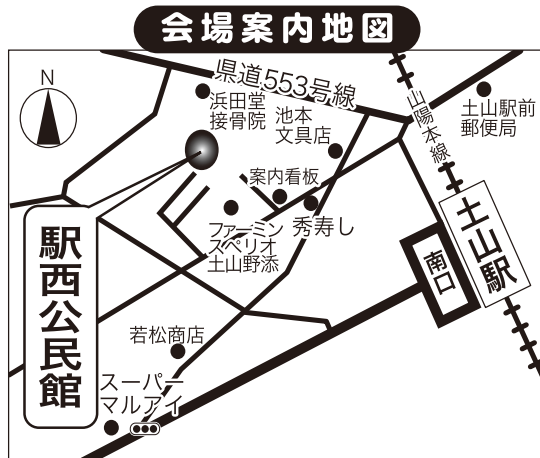 会場案内地図
N
県道553号線
浜田堂
接骨院
池本
文具店
山陽本線
土山駅前
郵便局
案内看板
秀寿し
ファーミン
スペリオ
土山野添
土山駅
南口
駅西公民館
若松商店
スーパー
マルアイ